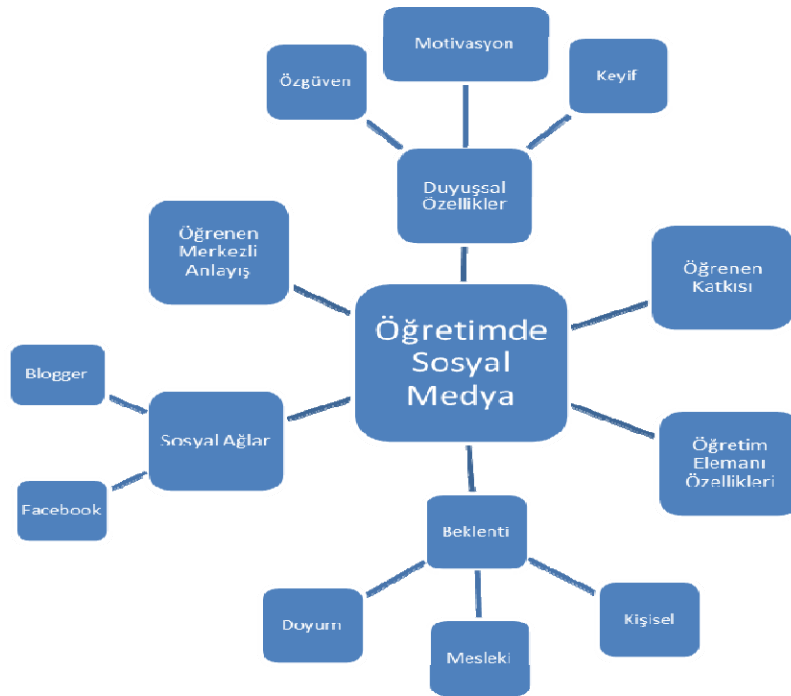 Motivasyon
Özgüven
Keyif
Duyuşsal
Özellikler
Öğrenen
Merkezli
Anlayış
Öğrenen
Katkısı
Öğretimde
Sosyal
Medya
Blogger
Sosyal Ağlar
Facebook
Öğretim
Elemanı
Özellikleri
Beklenti
Doyum
Mesleki
Kişisel